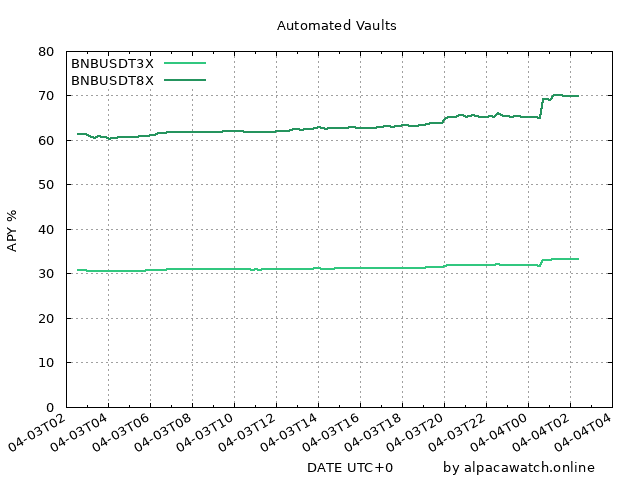 Automated Vaults
BNBUSDT3X
BNBUSDT8X
APY %
80
70
60
50
40
30
20
10
0
04-03T02
04-03T04
04-03T06
04-03T08
04-03T10
04-03T12
04-03T14
04-03T16
04-03T18
04-03T20
04-03T22
04-04T00
04-04T02
04-04T04
DATE UTC+0
by alpacawatch.online